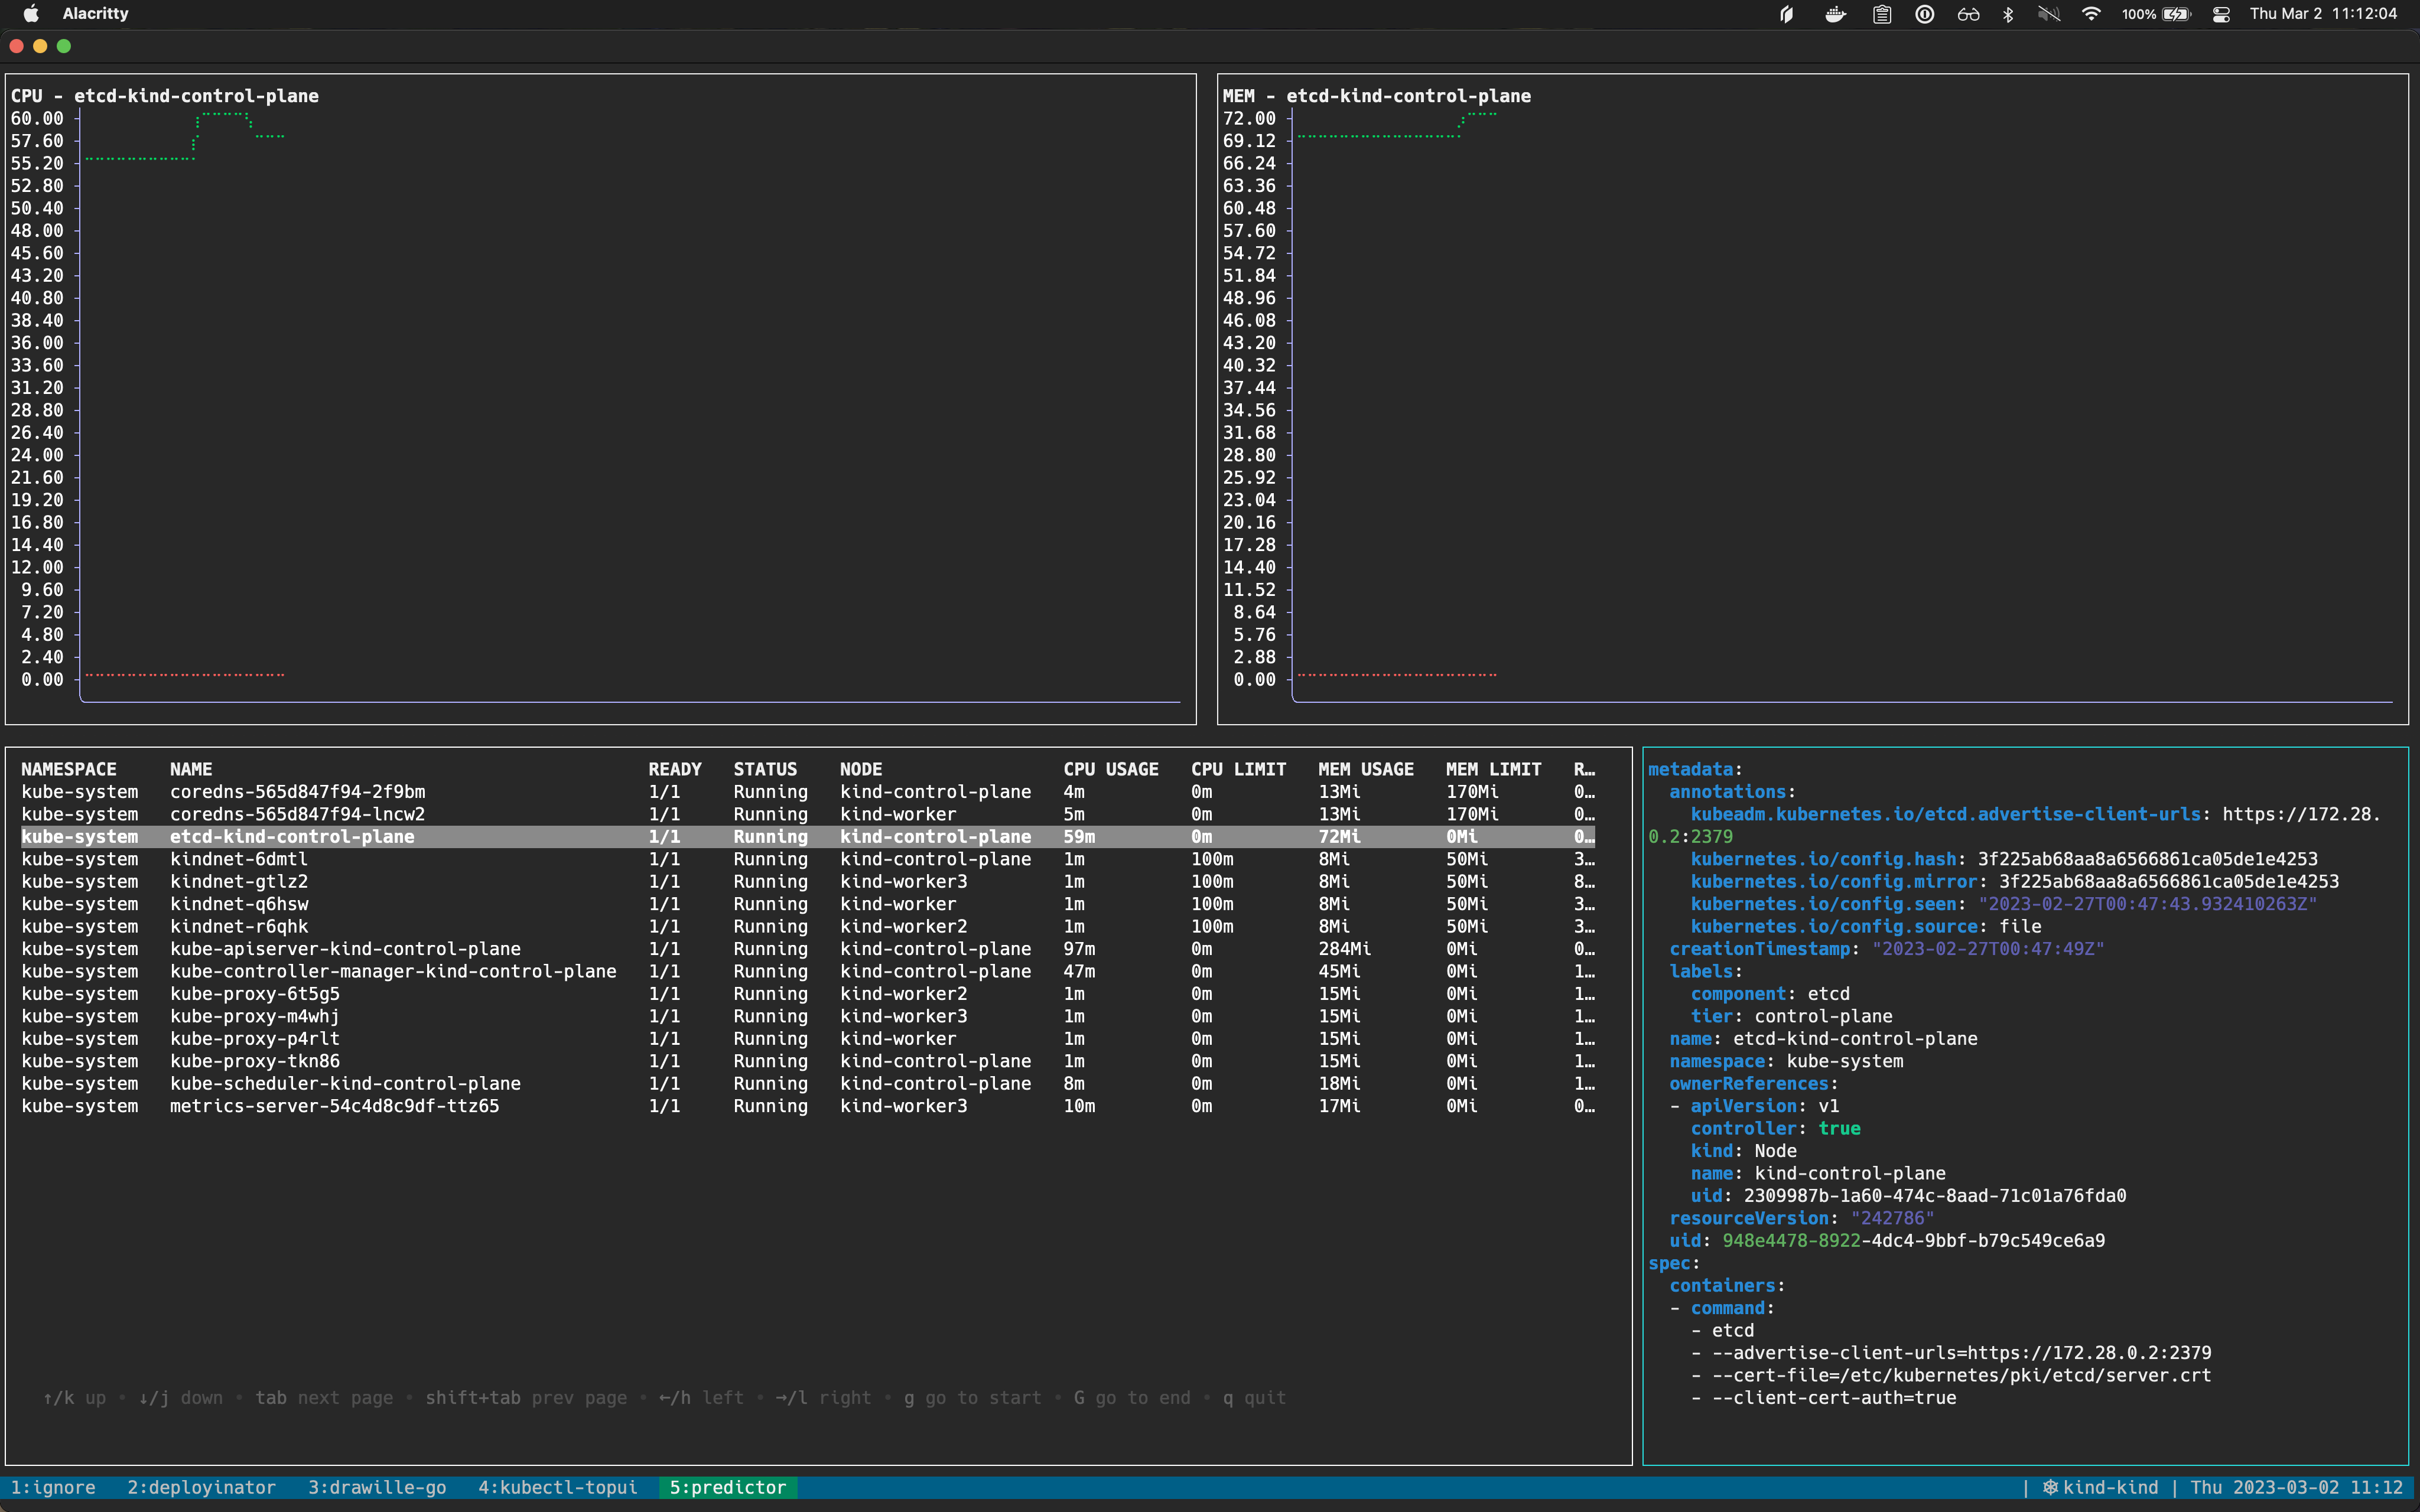 Alacritty 100% Thu Mar 2 11:12:04
CPU - etcd-kind-control-plane
60.00
57.60
55.20
52.80
50.40
48.00
45.60
43.20
40.80
38.40
36.00
33.60
31.20
28.80
26.40
24.00
21.60
19.20
16.80
14.40
12.00
9.60
7.20
4.80
2.40
0.00
MEM - etcd-kind-control-plane
72.00
69.12
66.24
63.36
60.48
57.60
54.72
51.84
48.96
46.08
43.20
40.32
37.44
34.56
31.68
28.80
25.92
23.04
20.16
17.28
14.40
11.52
8.64
5.76
2.88
0.00
NAMESPACE NAME READY STATUS NODE CPU USAGE CPU LIMIT MEM USAGE MEM LIMIT R…
kube-system coredns-565d847f94-2f9bm 1/1 Running kind-control-plane 4m 0m 13Mi 170Mi 0…
kube-system coredns-565d847f94-lncw2 1/1 Running kind-worker 5m 0m 13Mi 170Mi 0…
kube-system etcd-kind-control-plane 1/1 Running kind-control-plane 59m 0m 72Mi 0Mi 0…
kube-system kindnet-6dmtl 1/1 Running kind-control-plane 1m 100m 8Mi 50Mi 3…
kube-system kindnet-gtlz2 1/1 Running kind-worker3 1m 100m 8Mi 50Mi 8…
kube-system kindnet-q6hsw 1/1 Running kind-worker 1m 100m 8Mi 50Mi 3…
kube-system kindnet-r6qhk 1/1 Running kind-worker2 1m 100m 8Mi 50Mi 3…
kube-system kube-apiserver-kind-control-plane 1/1 Running kind-control-plane 97m 0m 284Mi 0Mi 0…
kube-system kube-controller-manager-kind-control-plane 1/1 Running kind-control-plane 47m 0m 45Mi 0Mi 1…
kube-system kube-proxy-6t5g5 1/1 Running kind-worker2 1m 0m 15Mi 0Mi 1…
kube-system kube-proxy-m4whj 1/1 Running kind-worker3 1m 0m 15Mi 0Mi 1…
kube-system kube-proxy-p4rlt 1/1 Running kind-worker 1m 0m 15Mi 0Mi 1…
kube-system kube-proxy-tkn86 1/1 Running kind-control-plane 1m 0m 15Mi 0Mi 1…
kube-system kube-scheduler-kind-control-plane 1/1 Running kind-control-plane 8m 0m 18Mi 0Mi 1…
kube-system metrics-server-54c4d8c9df-ttz65 1/1 Running kind-worker3 10m 0m 17Mi 0Mi 0…
↑/k up • ↓/j down • tab next page • shift+tab prev page • ←/h left • →/l right • g go to start • G go to end • q quit
metadata:
  annotations:
    kubeadm.kubernetes.io/etcd.advertise-client-urls: https://172.28.
0.2:2379
    kubernetes.io/config.hash: 3f225ab68aa8a6566861ca05de1e4253
    kubernetes.io/config.mirror: 3f225ab68aa8a6566861ca05de1e4253
    kubernetes.io/config.seen: "2023-02-27T00:47:43.932410263Z"
    kubernetes.io/config.source: file
  creationTimestamp: "2023-02-27T00:47:49Z"
  labels:
    component: etcd
    tier: control-plane
  name: etcd-kind-control-plane
  namespace: kube-system
  ownerReferences:
  - apiVersion: v1
    controller: true
    kind: Node
    name: kind-control-plane
    uid: 2309987b-1a60-474c-8aad-71c01a76fda0
  resourceVersion: "242786"
  uid: 948e4478-8922-4dc4-9bbf-b79c549ce6a9
spec:
  containers:
  - command:
    - etcd
    - --advertise-client-urls=https://172.28.0.2:2379
    - --cert-file=/etc/kubernetes/pki/etcd/server.crt
    - --client-cert-auth=true
1:ignore 2:deployinator 3:drawille-go 4:kubectl-topui 5:predictor | ⎈kind-kind | Thu 2023-03-02 11:12